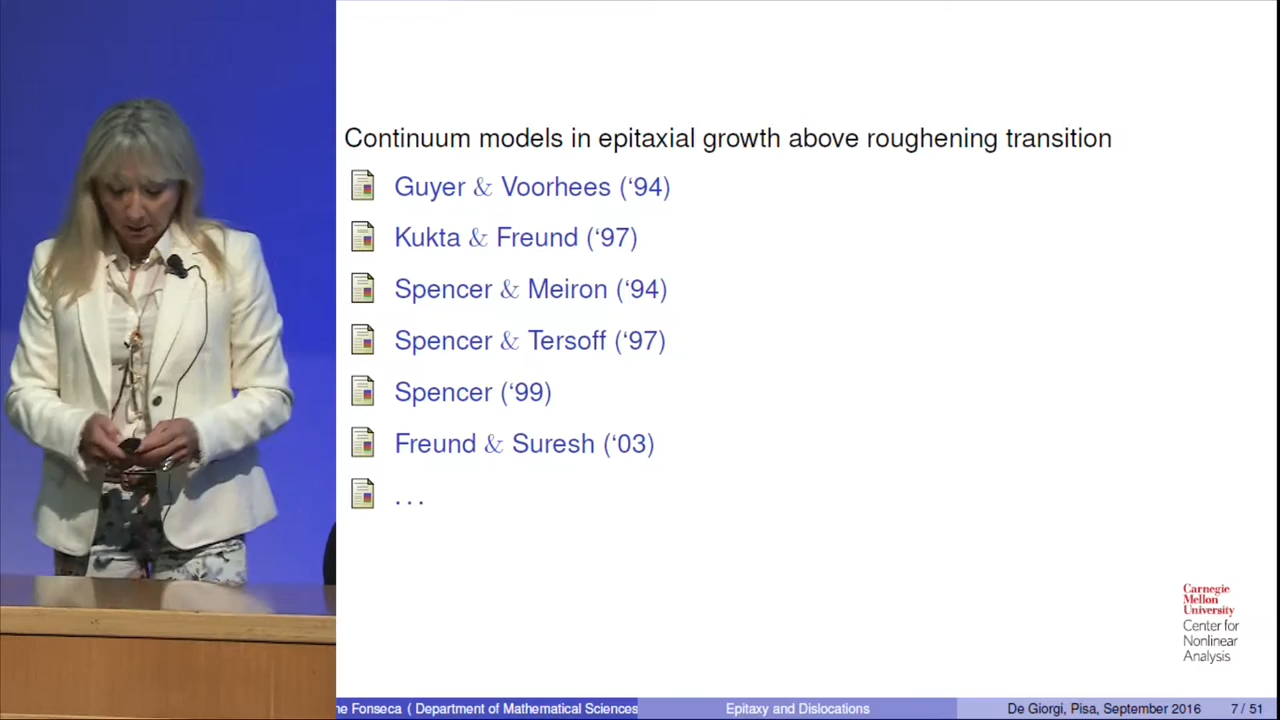 Continuum models in epitaxial growth above roughening transition
Guyer & Voorhees (‘94)
Kukta & Freund (‘97)
Spencer & Meiron (‘94)
Spencer & Tersoff (‘97)
Spencer (‘99)
Freund & Suresh (‘03)
. . .
Carnegie
Mellon
University
Center for
Nonlinear
Analysis
ne Fonseca ( Department of Mathematical Sciences
Epitaxy and Dislocations
De Giorgi, Pisa, September 2016 7 / 51